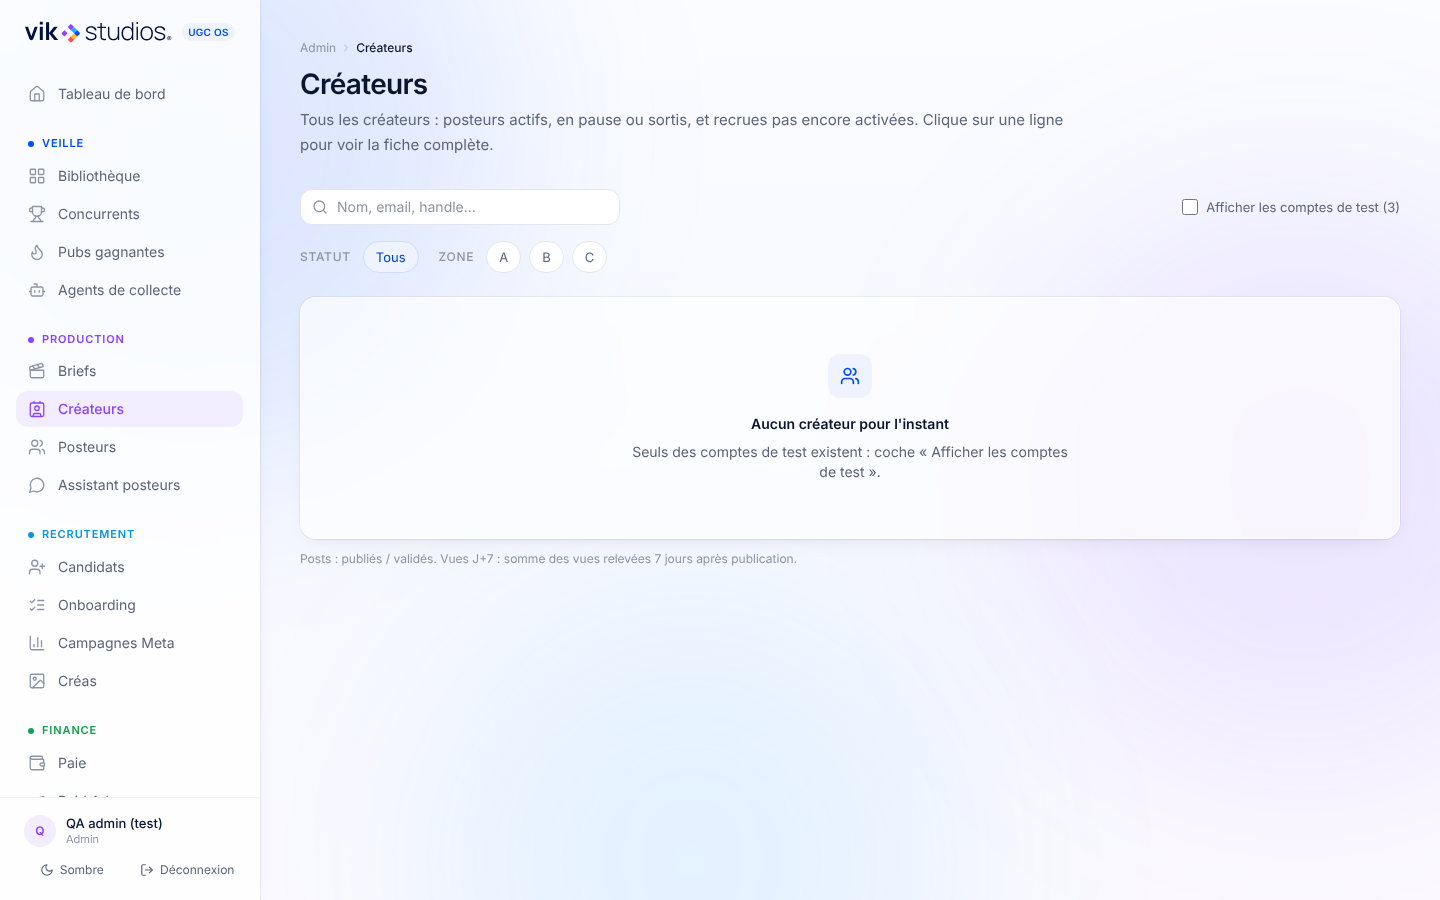 vik studios® UGC OS
Tableau de bord
VEILLE
Bibliothèque
Concurrents
Pubs gagnantes
Agents de collecte
PRODUCTION
Briefs
Créateurs
Posteurs
Assistant posteurs
RECRUTEMENT
Candidats
Onboarding
Campagnes Meta
Créas
FINANCE
Paie
Q
QA admin (test)
Admin
Sombre
Déconnexion
Admin > Créateurs
Créateurs
Tous les créateurs : posteurs actifs, en pause ou sortis, et recrues pas encore activées. Clique sur une ligne
pour voir la fiche complète.
Nom, email, handle...
Afficher les comptes de test (3)
STATUT Tous ZONE A B C
Aucun créateur pour l'instant
Seuls des comptes de test existent : coche « Afficher les comptes
de test ».
Posts : publiés / validés. Vues J+7 : somme des vues relevées 7 jours après publication.